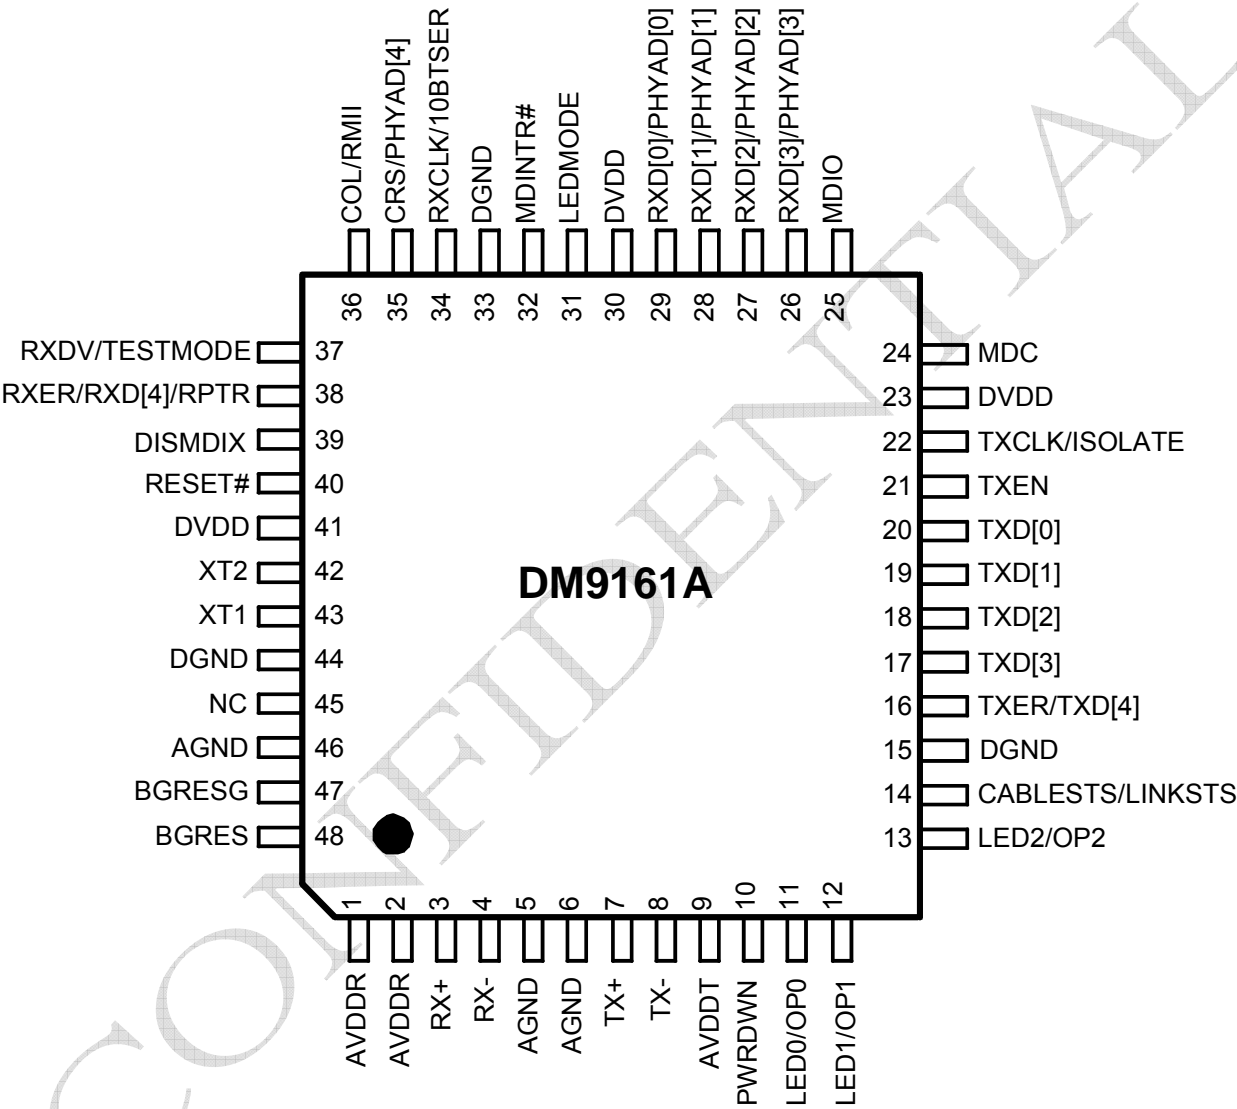 COL/RMII
CRS/PHYAD[4]
RXCLK/10BTSER
DGND
MDINTR#
LEDMODE
DVDD
RXD[0]/PHYAD[0]
RXD[1]/PHYAD[1]
RXD[2]/PHYAD[2]
RXD[3]/PHYAD[3]
MDIO
36
35
34
33
32
31
30
29
28
27
26
25
RXDV/TESTMODE 37
RXER/RXD[4]/RPTR 38
DISMDIX 39
RESET# 40
DVDD 41
XT2 42
XT1 43
DGND 44
NC 45
AGND 46
BGRESG 47
BGRES 48
DM9161A
24 MDC
23 DVDD
22 TXCLK/ISOLATE
21 TXEN
20 TXD[0]
19 TXD[1]
18 TXD[2]
17 TXD[3]
16 TXER/TXD[4]
15 DGND
14 CABLESTS/LINKSTS
13 LED2/OP2
1
2
3
4
5
6
7
8
9
10
11
12
AVDDR
AVDDR
RX+
RX-
AGND
AGND
TX+
TX-
AVDDT
PWRDWN
LED0/OP0
LED1/OP1
CONFIDENTIAL